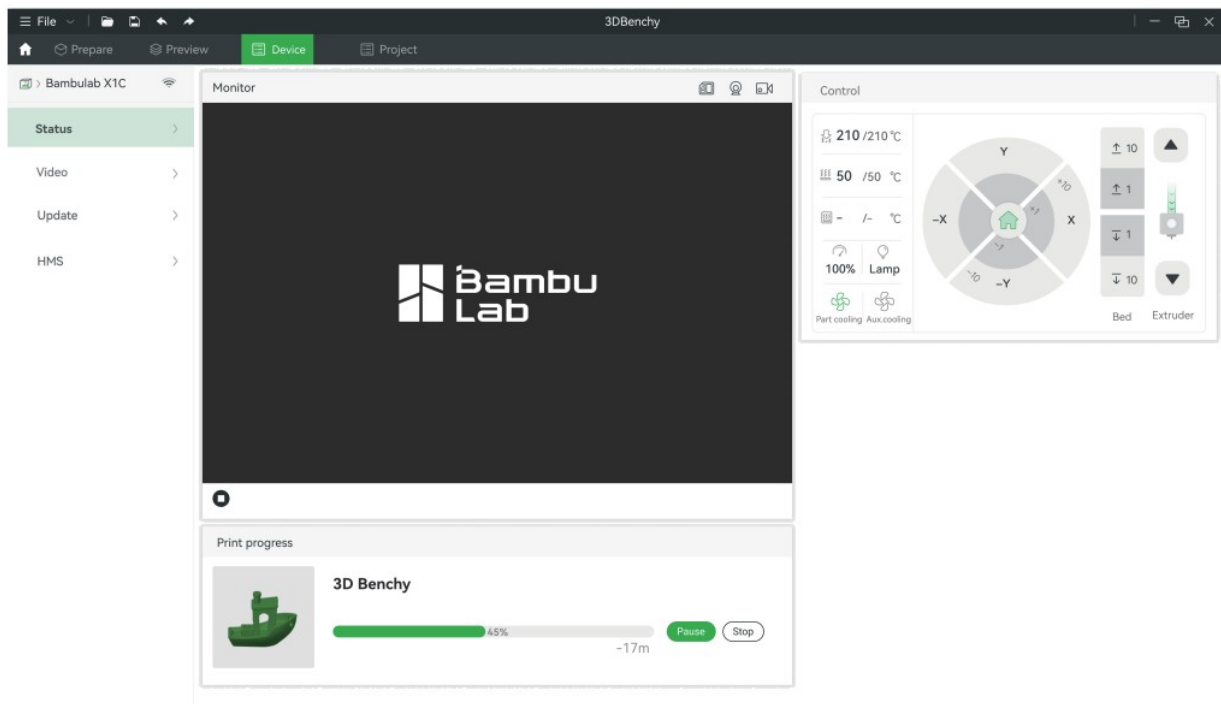 File
3DBenchy
Prepare
Preview
Device
Project
Bambulab X1C
Status
Video
Update
HMS
Monitor
Bambu
Lab
Print progress
3D Benchy
45%
-17m
Pause
Stop
Control
210 /210 °C
50 /50 °C
- /- °C
100% Lamp
Part cooling Aux.cooling
Y
+10
+1
-X
X
-1
-10
-Y
10
1
1
10
Bed
Extruder